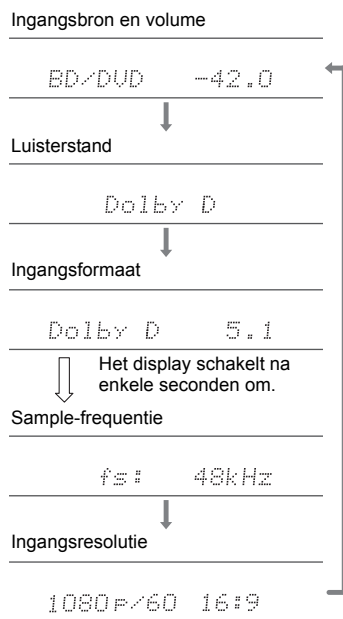 Ingangsbron en volume
BD/DVD -42.0
Luisterstand
Dolby D
Ingangsformaat
Dolby D 5.1
Het display schakelt na
enkele seconden om.
Sample-frequentie
fs: 48kHz
Ingangsresolutie
1080p/60 16:9